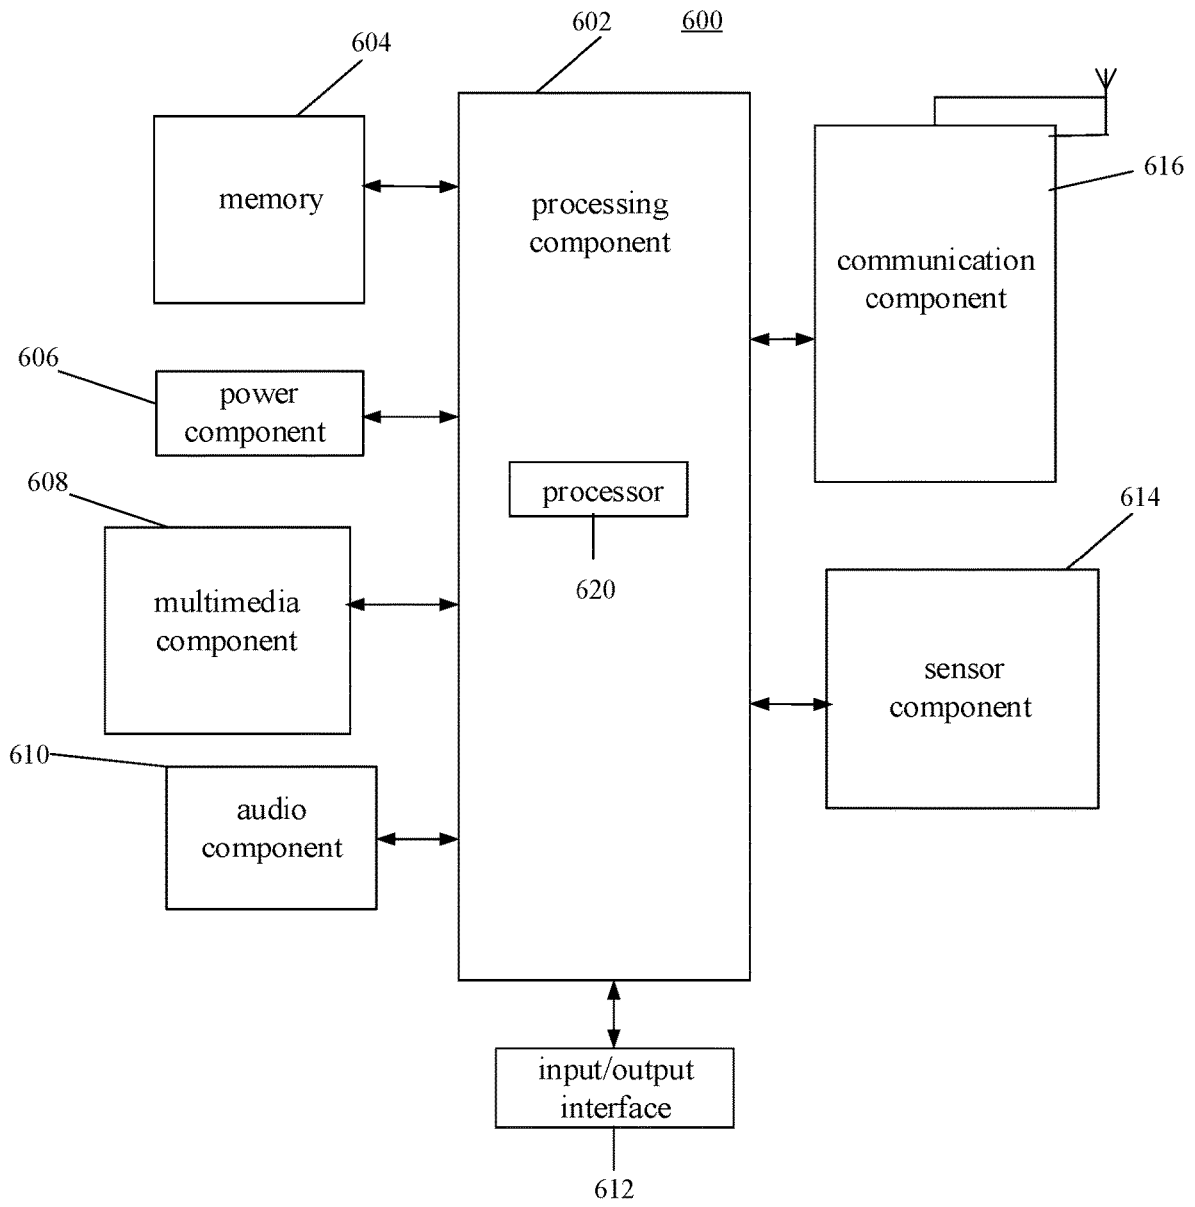 602
600
604
memory
processing
component
616
communication
component
606
power
component
608
processor
620
614
multimedia
component
sensor
component
610
audio
component
input/output
interface
612